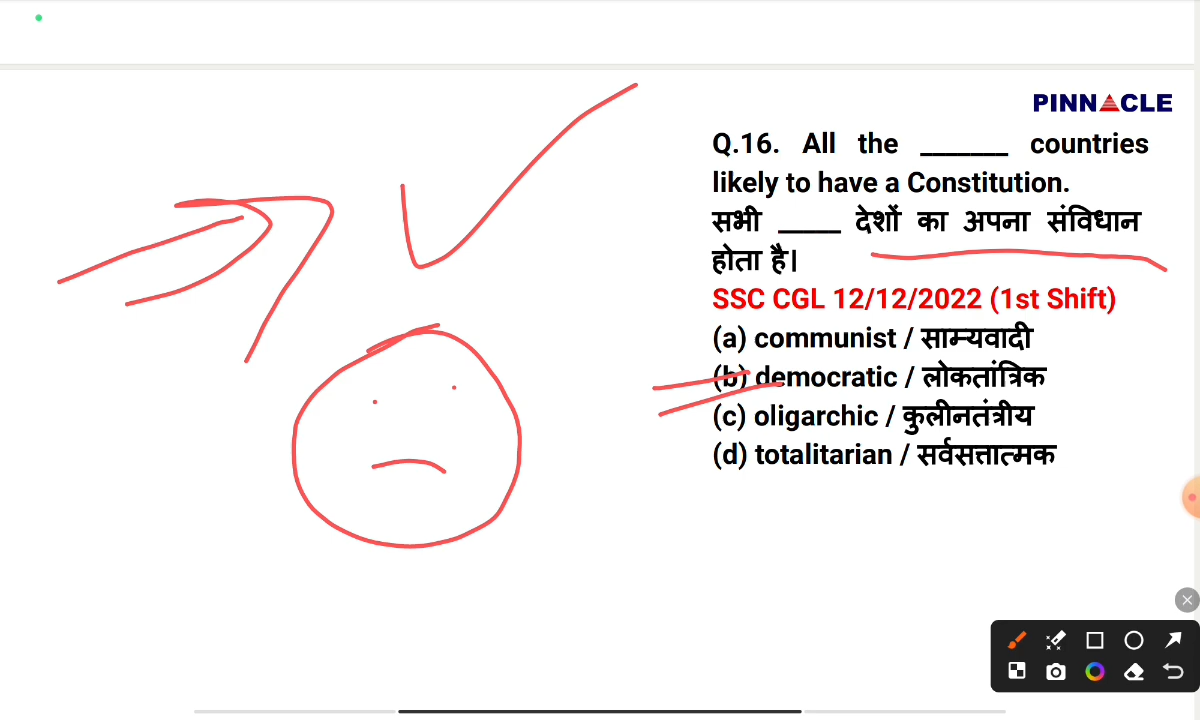 PINNACLE
Q.16. All the _______ countries
likely to have a Constitution.
सभी _____ देशों का अपना संविधान
होता है।
SSC CGL 12/12/2022 (1st Shift)
(a) communist / साम्यवादी
(b) democratic / लोकतांत्रिक
(c) oligarchic / कुलीनतंत्रीय
(d) totalitarian / सर्वसत्तात्मक